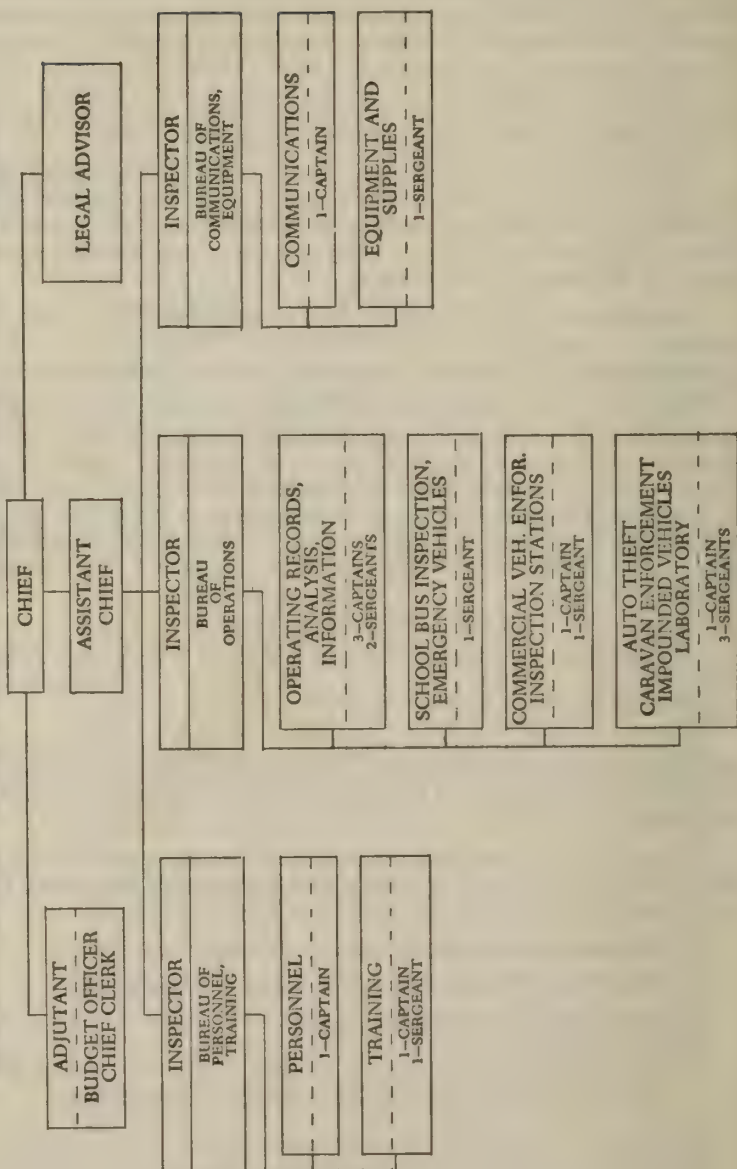 CHIEF
ADJUTANT
BUDGET OFFICER
CHIEF CLERK
ASSISTANT
CHIEF
LEGAL ADVISOR
INSPECTOR
BUREAU OF
PERSONNEL,
TRAINING
PERSONNEL
1–CAPTAIN
TRAINING
1–CAPTAIN
1–SERGEANT
INSPECTOR
BUREAU
OF
OPERATIONS
OPERATING RECORDS,
ANALYSIS,
INFORMATION
3–CAPTAINS
2–SERGEANTS
SCHOOL BUS INSPECTION,
EMERGENCY VEHICLES
1–SERGEANT
COMMERCIAL VEH. ENFOR.
INSPECTION STATIONS
1–CAPTAIN
1–SERGEANT
AUTO THEFT
CARAVAN ENFORCEMENT
IMPOUNDED VEHICLES
LABORATORY
1–CAPTAIN
3–SERGEANTS
INSPECTOR
BUREAU OF
COMMUNICATIONS,
EQUIPMENT
COMMUNICATIONS
1–CAPTAIN
EQUIPMENT AND
SUPPLIES
1–SERGEANT